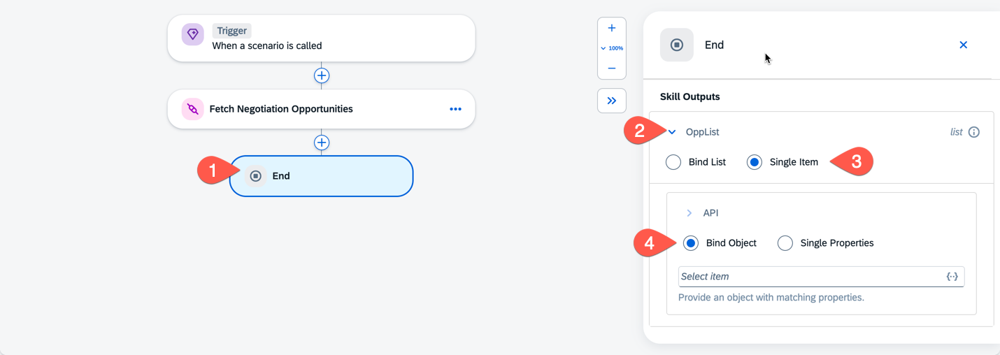 Trigger
When a scenario is called
Fetch Negotiation Opportunities
1
End
100%
End
Skill Outputs
2
OppList
list
Bind List
Single Item
3
API
4
Bind Object
Single Properties
Select item
Provide an object with matching properties.